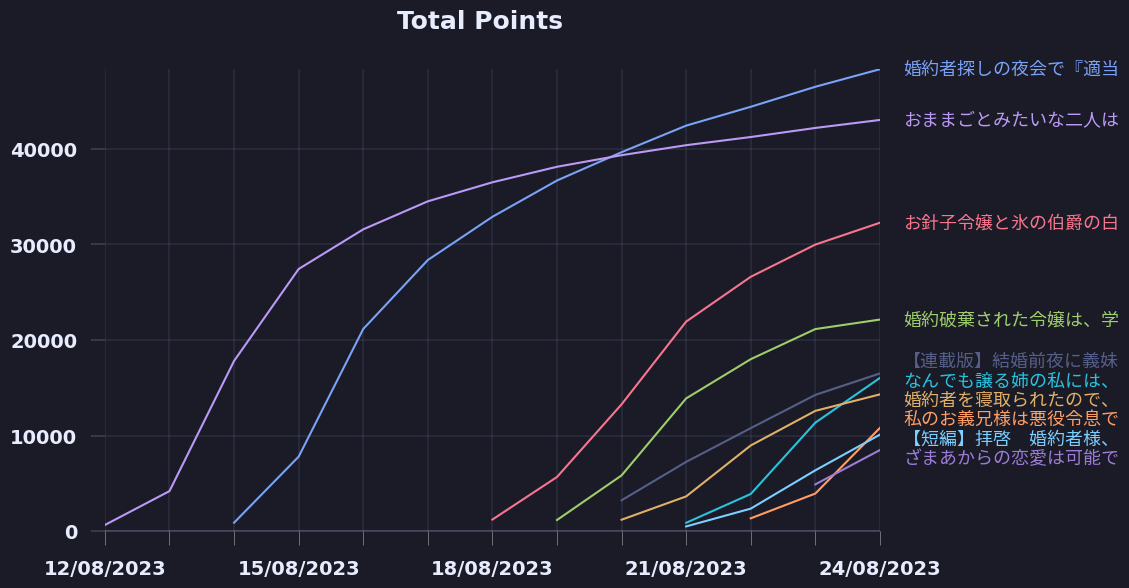 Total Points
婚約者探しの夜会で『適当
おままごとみたいな二人は
40000
30000
お針子令嬢と氷の伯爵の白
20000
婚約破棄された令嬢は、学
【連載版】結婚前夜に義妹
なんでも譲る姉の私には、
婚約者を寝取られたので、
私のお義兄様は悪役令息で
10000
【短編】拝啓　婚約者様、
ざまあからの恋愛は可能で
0
12/08/2023 15/08/2023 18/08/2023 21/08/2023 24/08/2023